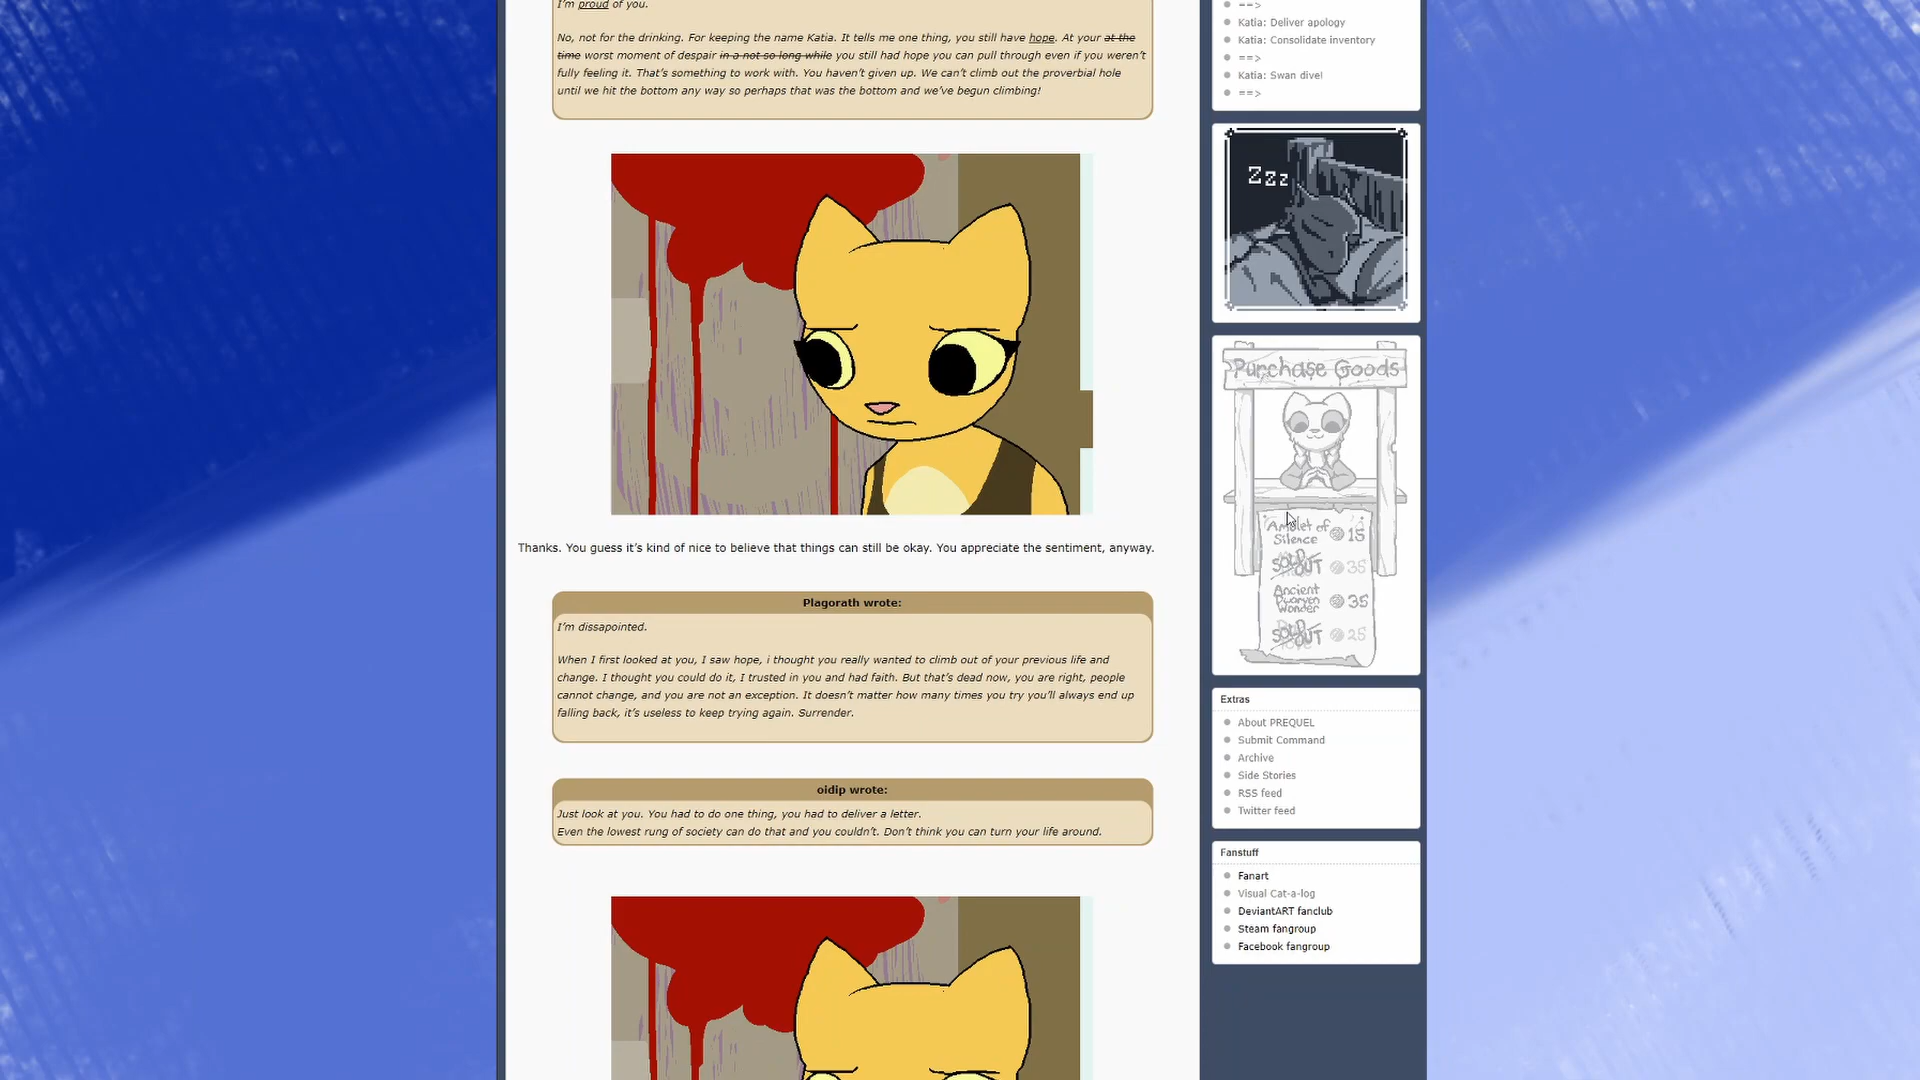 I'm proud of you.
No, not for the drinking. For keeping the name Katia. It tells me one thing, you still have hope. At your at the
time worst moment of despair in a not so long while you still had hope you can pull through even if you weren't
fully feeling it. That's something to work with. You haven't given up. We can't climb out the proverbial hole
until we hit the bottom any way so perhaps that was the bottom and we've begun climbing!
Thanks. You guess it's kind of nice to believe that things can still be okay. You appreciate the sentiment, anyway.
Plagorath wrote:
I'm dissapointed.
When I first looked at you, I saw hope, i thought you really wanted to climb out of your previous life and
change. I thought you could do it, I trusted in you and had faith. But that's dead now, you are right, people
cannot change, and you are not an exception. It doesn't matter how many times you try you'll always end up
falling back, it's useless to keep trying again. Surrender.
oidip wrote:
Just look at you. You had to do one thing, you had to deliver a letter.
Even the lowest rung of society can do that and you couldn't. Don't think you can turn your life around.
==>
Katia: Deliver apology
Katia: Consolidate inventory
==>
Katia: Swan dive!
==>
Zzz
Purchase Goods
Amulet of
Silence 15
SOLD OUT 35
Ancient
Dwarven
Wonder 35
SOLD OUT 25
Extras
About PREQUEL
Submit Command
Archive
Side Stories
RSS feed
Twitter feed
Fanstuff
Fanart
Visual Cat-a-log
DeviantART fanclub
Steam fangroup
Facebook fangroup